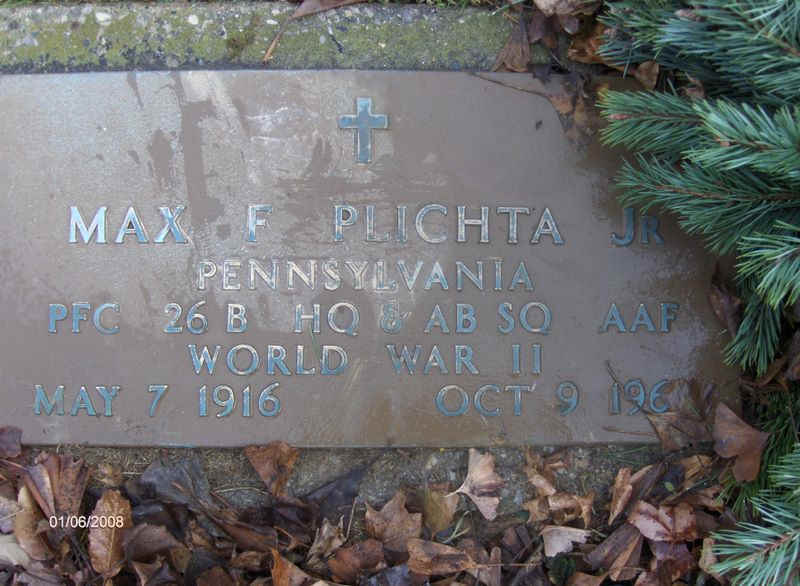 MAX F PLICHTA JR
PENNSYLVANIA
PFC 26 B HQ & AB SQ AAF
WORLD WAR II
MAY 7 1916 OCT 9 196
01/06/2008